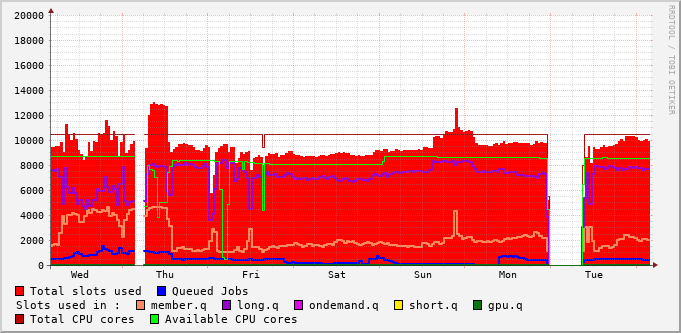 RRDTOOL / TOBI OETIKER
20000
18000
16000
14000
12000
10000
8000
6000
4000
2000
0
Wed Thu Fri Sat Sun Mon Tue
Total slots used Queued Jobs
Slots used in : member.q long.q ondemand.q short.q gpu.q
Total CPU cores Available CPU cores